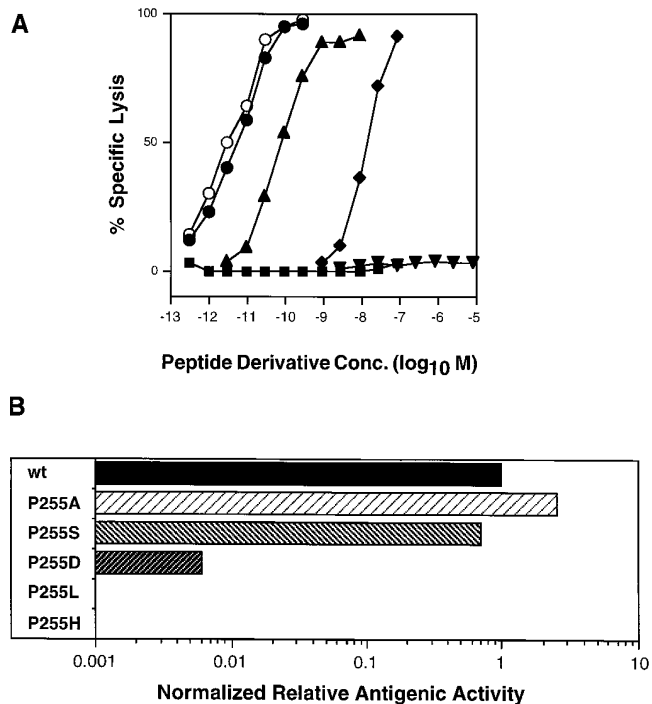 A
% Specific Lysis
100
50
0
-13 -12 -11 -10 -9 -8 -7 -6 -5
Peptide Derivative Conc. (log10 M)
B
wt
P255A
P255S
P255D
P255L
P255H
0.001 0.01 0.1 1 10
Normalized Relative Antigenic Activity